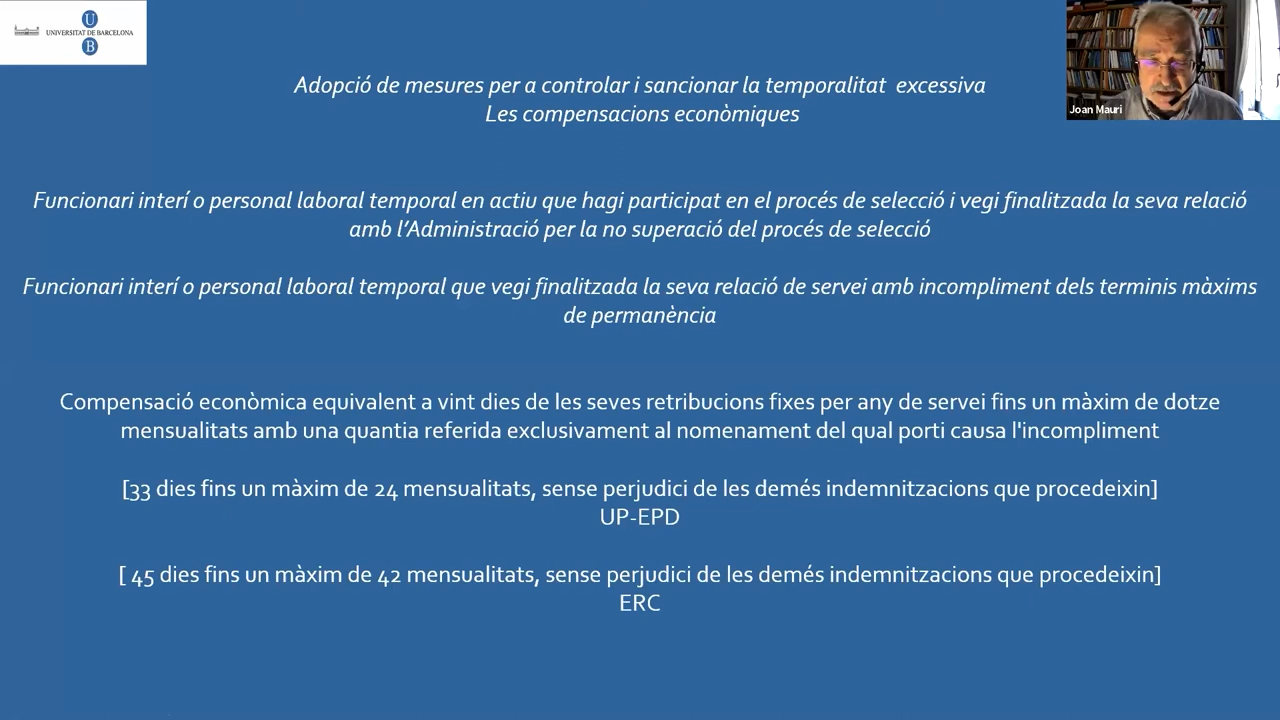 U
UNIVERSITAT DE BARCELONA
B
Joan Mauri
Adopció de mesures per a controlar i sancionar la temporalitat excessiva
Les compensacions econòmiques
Funcionari interí o personal laboral temporal en actiu que hagi participat en el procés de selecció i vegi finalitzada la seva relació
amb l’Administració per la no superació del procés de selecció
Funcionari interí o personal laboral temporal que vegi finalitzada la seva relació de servei amb incompliment dels terminis màxims
de permanència
Compensació econòmica equivalent a vint dies de les seves retribucions fixes per any de servei fins un màxim de dotze
mensualitats amb una quantia referida exclusivament al nomenament del qual porti causa l'incompliment
[33 dies fins un màxim de 24 mensualitats, sense perjudici de les demés indemnitzacions que procedeixin]
UP-EPD
[ 45 dies fins un màxim de 42 mensualitats, sense perjudici de les demés indemnitzacions que procedeixin]
ERC